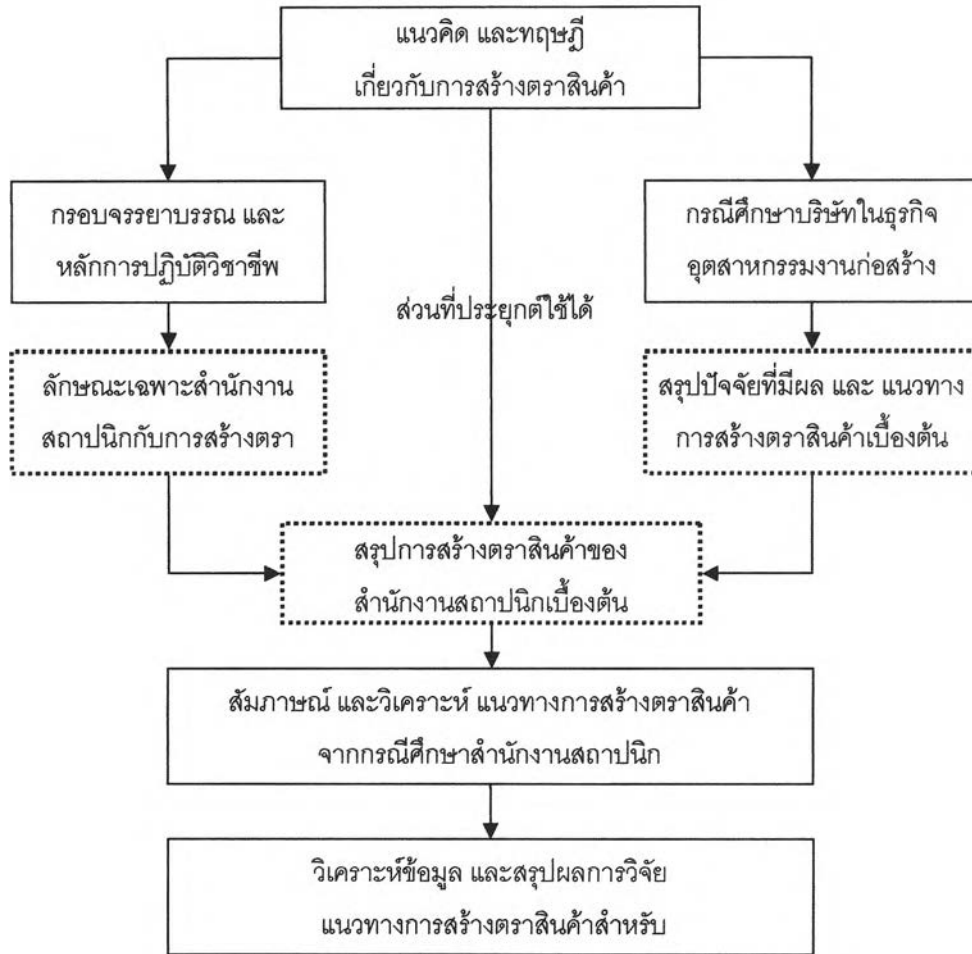 แนวคิด และทฤษฎี
เกี่ยวกับการสร้างตราสินค้า
กรอบจรรยาบรรณ และ
หลักการปฏิบัติวิชาชีพ
กรณีศึกษาบริษัทในธุรกิจ
อุตสาหกรรมงานก่อสร้าง
ส่วนที่ประยุกต์ใช้ได้
ลักษณะเฉพาะสำนักงาน
สถาปนิกกับการสร้างตรา
สรุปปัจจัยที่มีผล และ แนวทาง
การสร้างตราสินค้าเบื้องต้น
สรุปการสร้างตราสินค้าของ
สำนักงานสถาปนิกเบื้องต้น
สัมภาษณ์ และวิเคราะห์ แนวทางการสร้างตราสินค้า
จากกรณีศึกษาสำนักงานสถาปนิก
วิเคราะห์ข้อมูล และสรุปผลการวิจัย
แนวทางการสร้างตราสินค้าสำหรับ